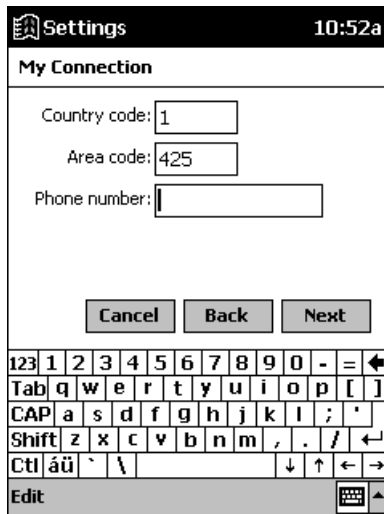 Settings 10:52a
My Connection
Country code: 1
Area code: 425
Phone number:
Cancel Back Next
123 1 2 3 4 5 6 7 8 9 0 - = ←
Tab q w e r t y u i o p [ ]
CAP a s d f g h j k l ; '
Shift z x c v b n m , . / ↵
Ctl áü ` \ ↓ ↑ ← →
Edit